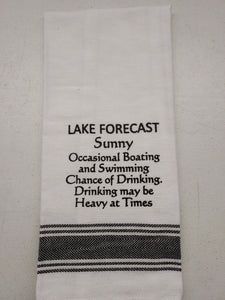 LAKE FORECAST
Sunny
Occasional Boating
and Swimming
Chance of Drinking.
Drinking may be
Heavy at Times